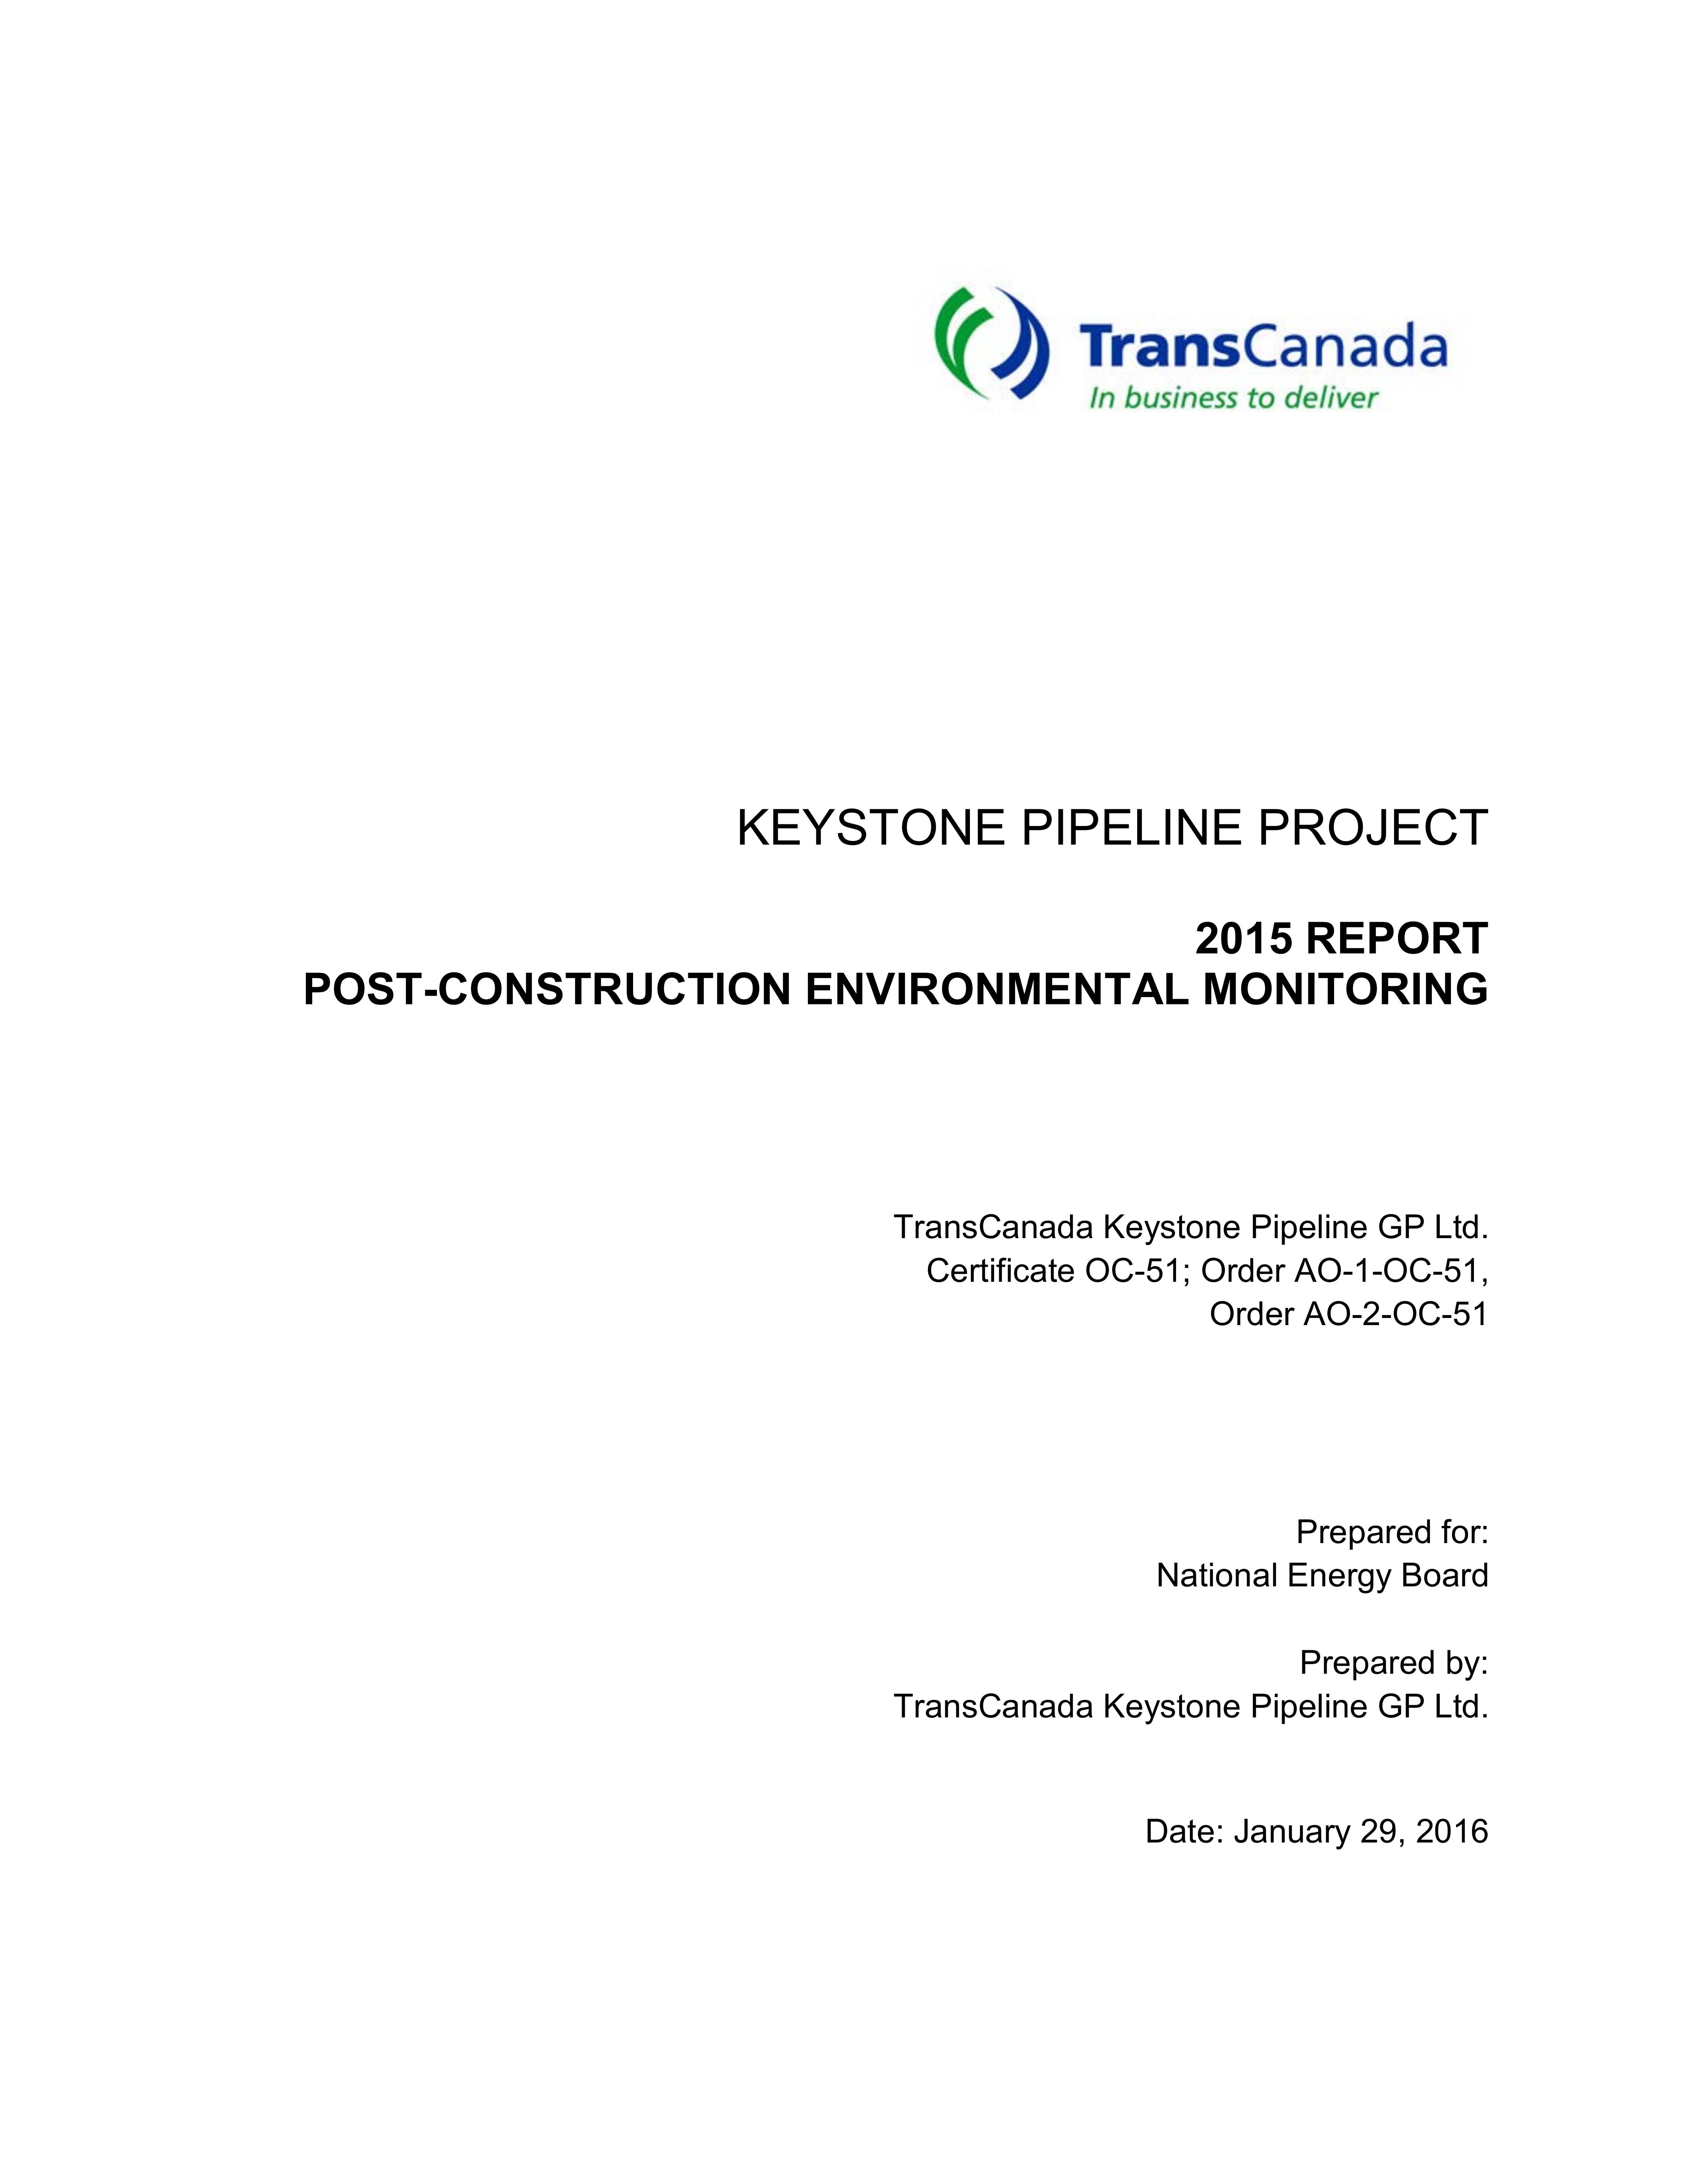 TransCanada
In business to deliver
KEYSTONE PIPELINE PROJECT
2015 REPORT
POST-CONSTRUCTION ENVIRONMENTAL MONITORING
TransCanada Keystone Pipeline GP Ltd.
Certificate OC-51; Order AO-1-OC-51,
Order AO-2-OC-51
Prepared for:
National Energy Board
Prepared by:
TransCanada Keystone Pipeline GP Ltd.
Date: January 29, 2016